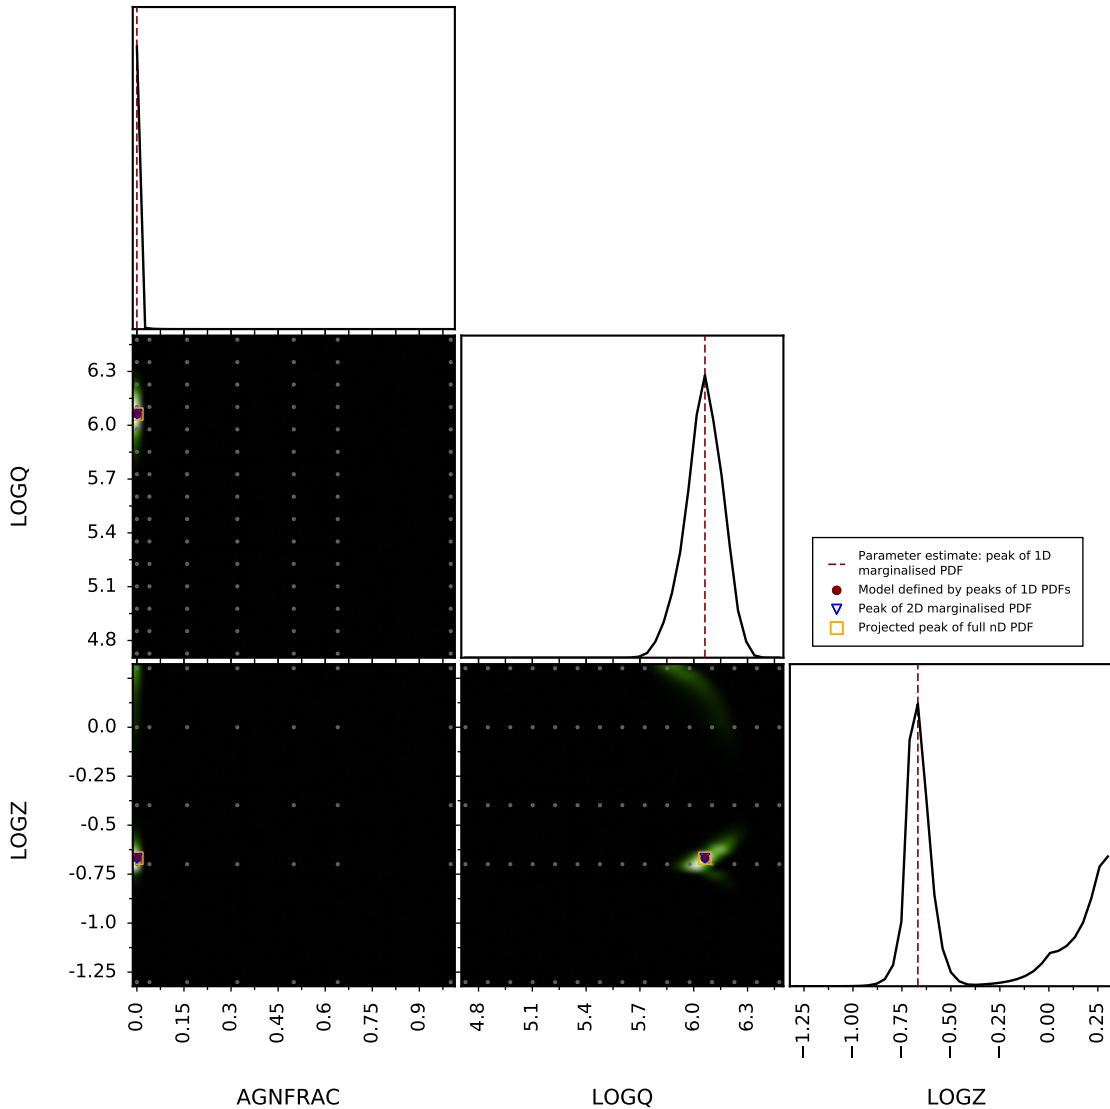 6.3
6.0
5.7
5.4
5.1
4.8
LOGQ
Parameter estimate: peak of 1D
marginalised PDF
Model defined by peaks of 1D PDFs
Peak of 2D marginalised PDF
Projected peak of full nD PDF
0.0
-0.25
-0.5
-0.75
-1.0
-1.25
LOGZ
0.0 0.15 0.3 0.45 0.6 0.75 0.9
4.8 5.1 5.4 5.7 6.0 6.3
−1.25 −1.00 −0.75 −0.50 −0.25 0.00 0.25
AGNFRAC LOGQ LOGZ